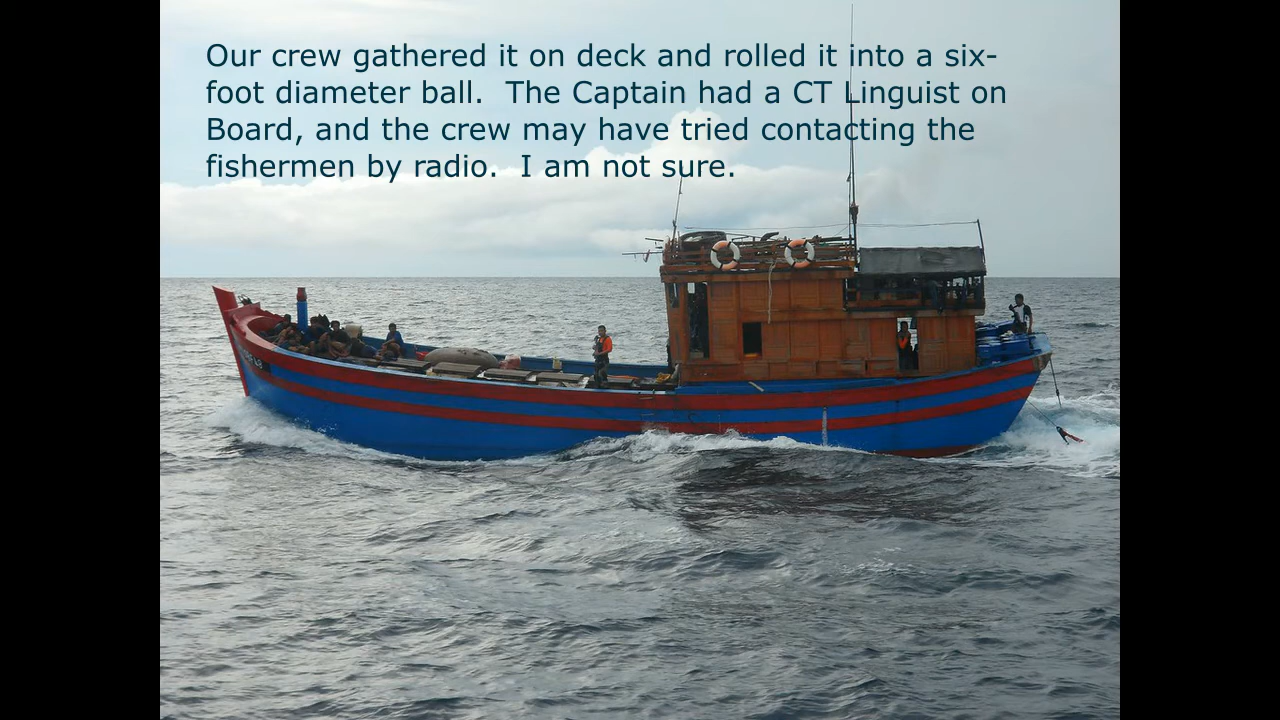 Our crew gathered it on deck and rolled it into a six-
foot diameter ball.  The Captain had a CT Linguist on
Board, and the crew may have tried contacting the
fishermen by radio.  I am not sure.